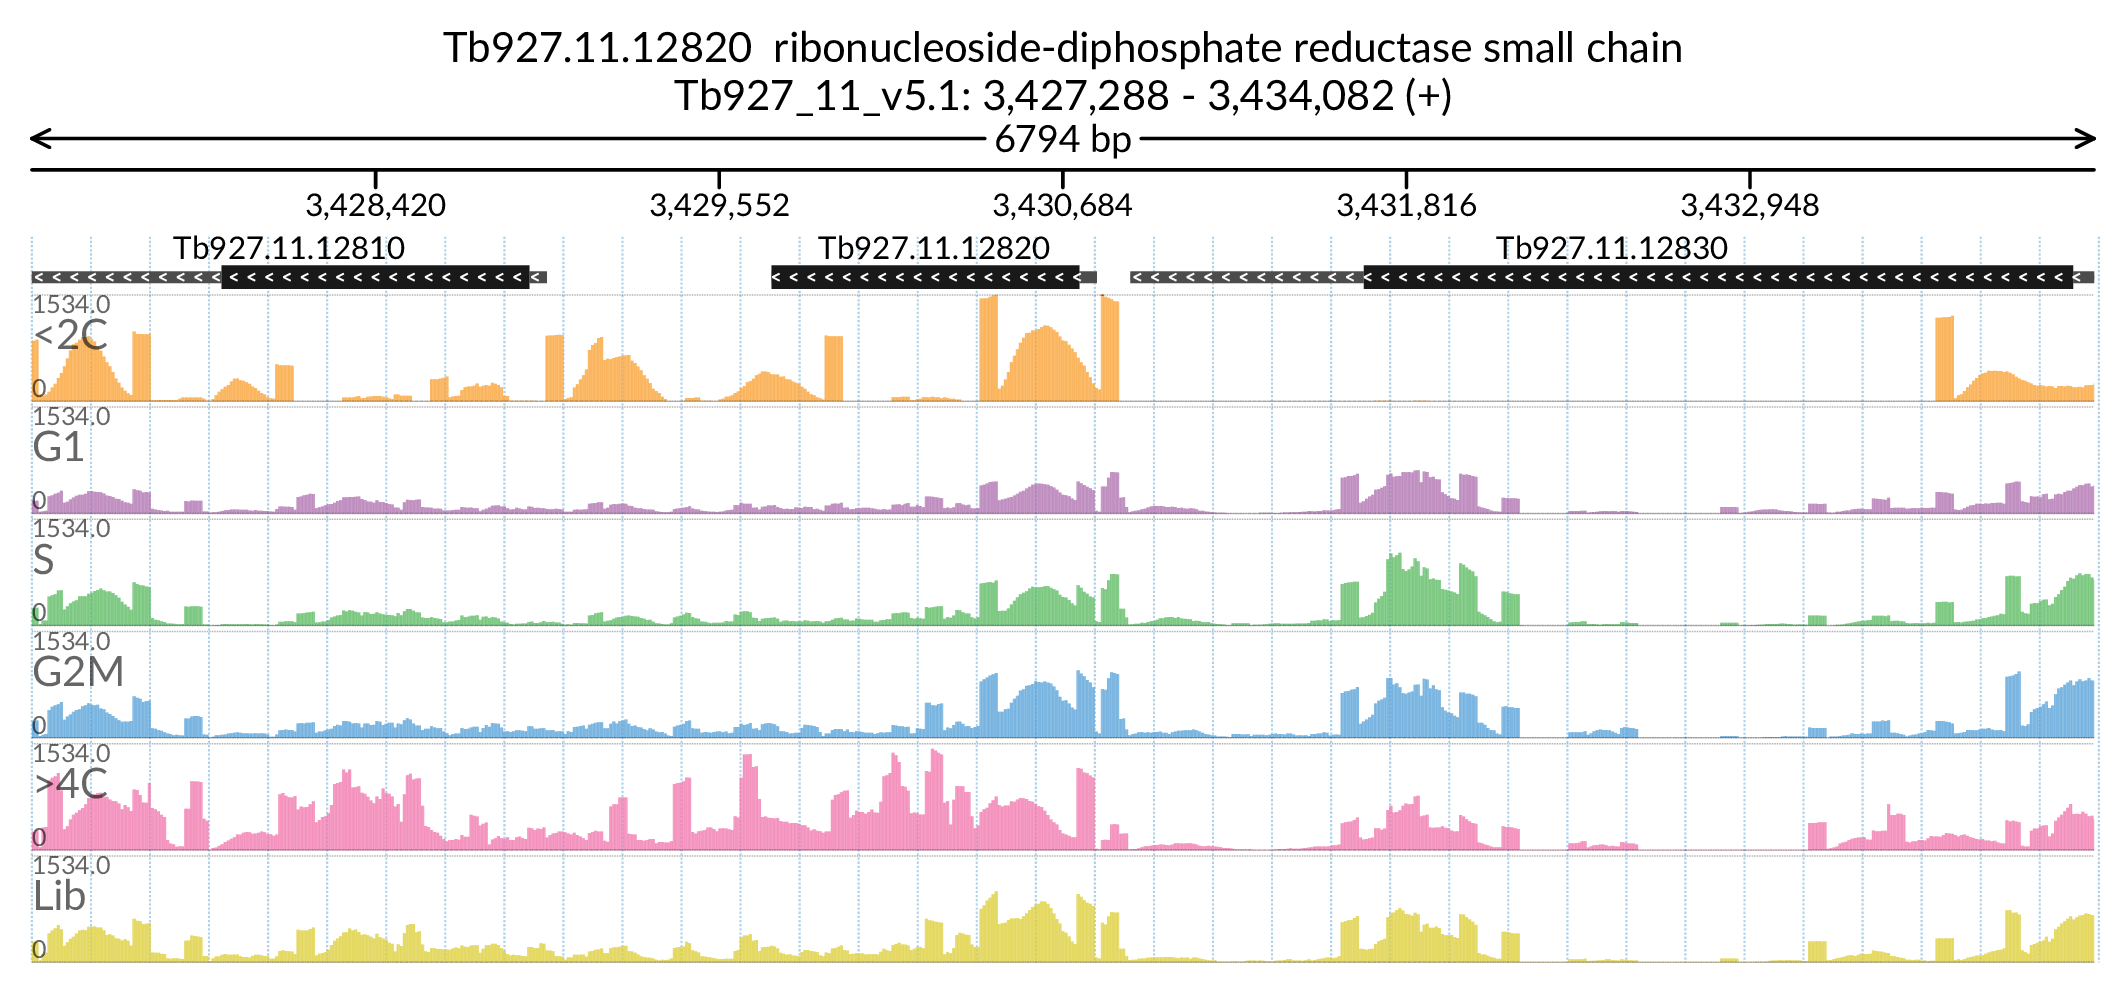 Tb927.11.12820 ribonucleoside-diphosphate reductase small chain
Tb927_11_v5.1: 3,427,288 - 3,434,082 (+)
6794 bp
3,428,420 3,429,552 3,430,684 3,431,816 3,432,948
Tb927.11.12810 Tb927.11.12820 Tb927.11.12830
1534.0
<2C
0
1534.0
G1
0
1534.0
S
0
1534.0
G2M
0
1534.0
>4C
0
1534.0
Lib
0